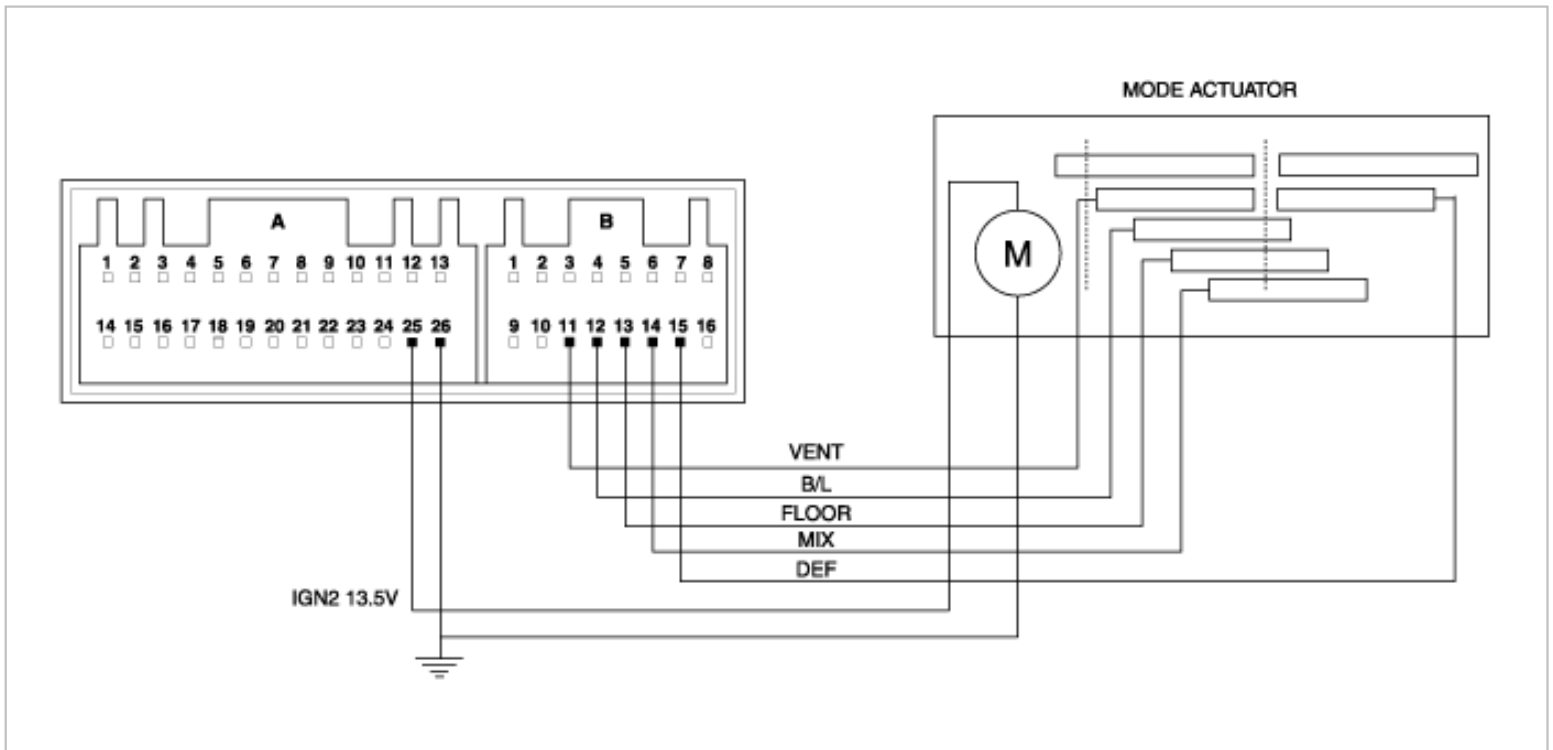 MODE ACTUATOR
A B
1 2 3 4 5 6 7 8 9 10 11 12 13 1 2 3 4 5 6 7 8
M
14 15 16 17 18 19 20 21 22 23 24 25 26 9 10 11 12 13 14 15 16
VENT
B/L
FLOOR
MIX
DEF
IGN2 13.5V